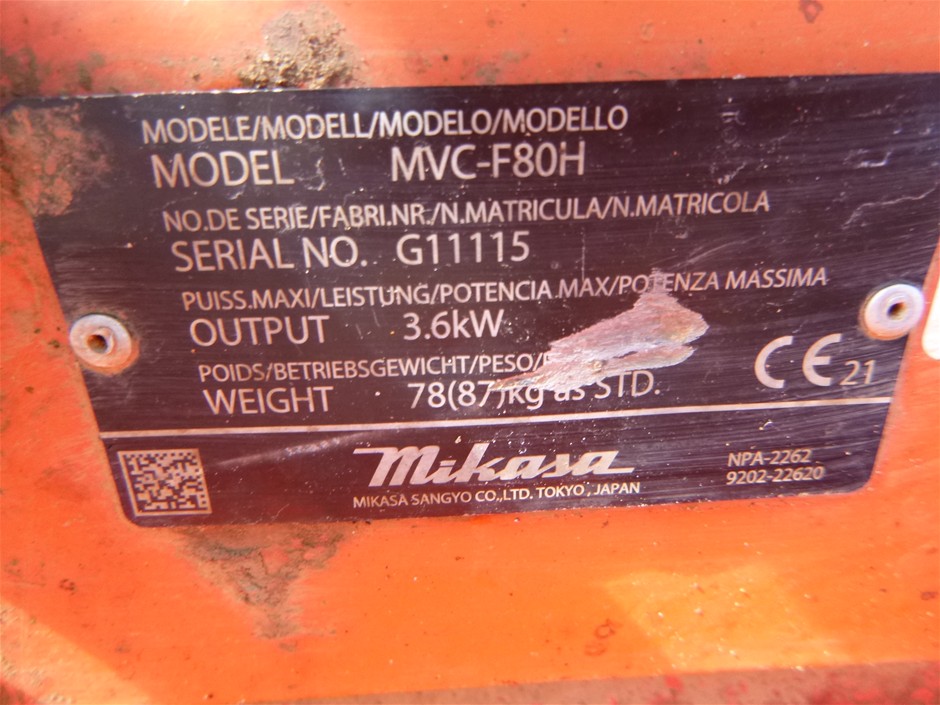 MODELE/MODELL/MODELO/MODELLO
MODEL MVC-F80H
NO.DE SERIE/FABRI.NR./N.MATRICULA/N.MATRICOLA
SERIAL NO. G11115
PUISS.MAXI/LEISTUNG/POTENCIA MAX/POTENZA MASSIMA
OUTPUT 3.6kW
POIDS/BETRIEBSGEWICHT/PESO/
WEIGHT 78(87)kg as STD.
CE 21
Mikasa
MIKASA SANGYO CO.,LTD. TOKYO, JAPAN
NPA-2262
9202-22620